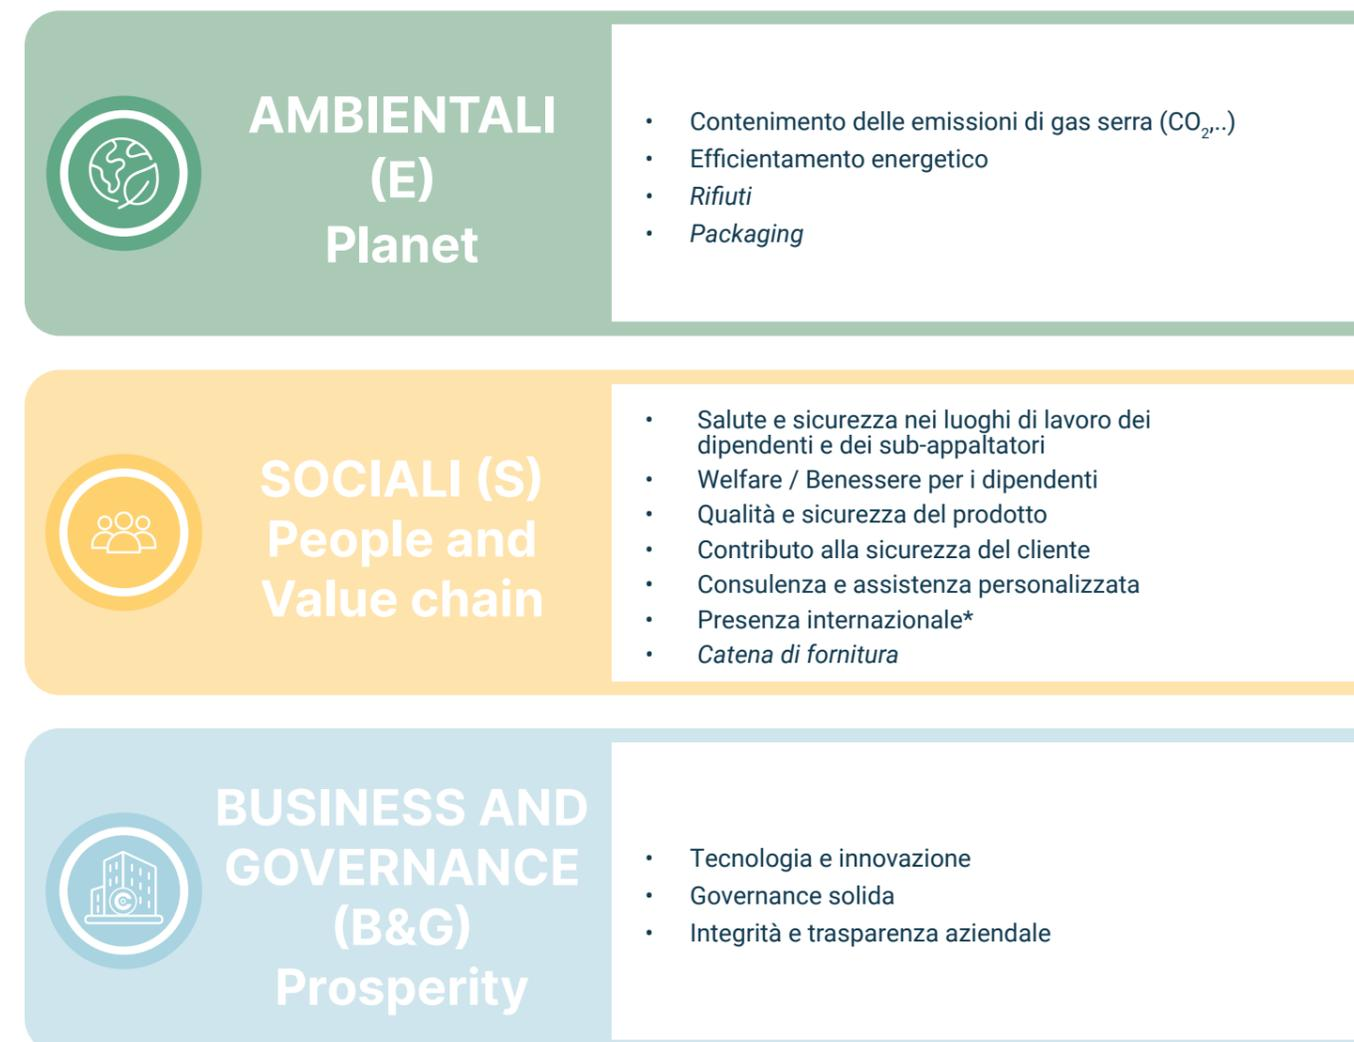 AMBIENTALI
(E)
Planet
• Contenimento delle emissioni di gas serra (CO₂,..)
• Efficientamento energetico
• Rifiuti
• Packaging
SOCIALI (S)
People and
Value chain
• Salute e sicurezza nei luoghi di lavoro dei
dipendenti e dei sub-appaltatori
• Welfare / Benessere per i dipendenti
• Qualità e sicurezza del prodotto
• Contributo alla sicurezza del cliente
• Consulenza e assistenza personalizzata
• Presenza internazionale*
• Catena di fornitura
BUSINESS AND
GOVERNANCE
(B&G)
Prosperity
• Tecnologia e innovazione
• Governance solida
• Integrità e trasparenza aziendale